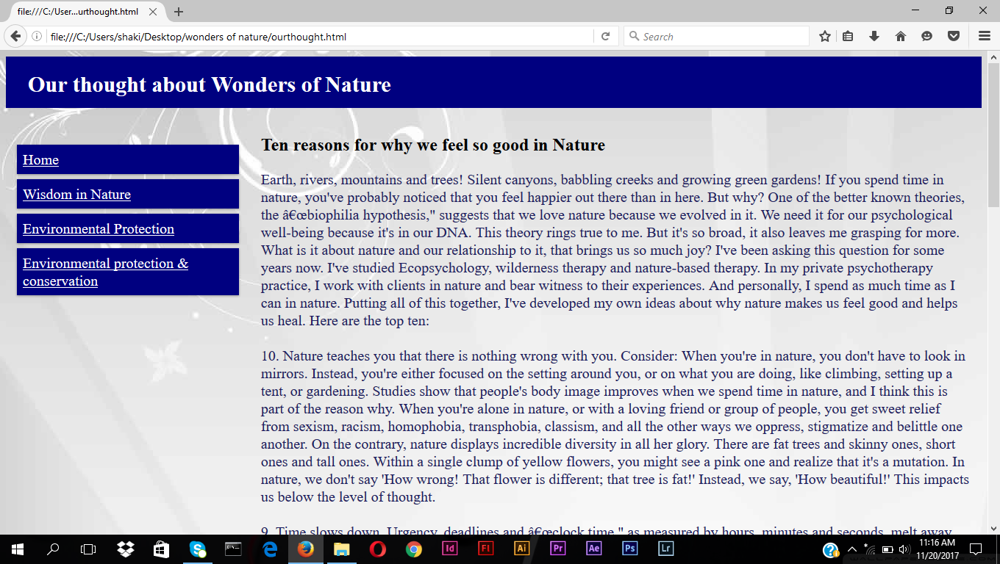 file:///C:/User...urthought.html
file:///C:/Users/shaki/Desktop/wonders of nature/ourthought.html
Search
Our thought about Wonders of Nature
Home
Wisdom in Nature
Environmental Protection
Environmental protection &
conservation
Ten reasons for why we feel so good in Nature
Earth, rivers, mountains and trees! Silent canyons, babbling creeks and growing green gardens! If you spend time in
nature, you've probably noticed that you feel happier out there than in here. But why? One of the better known theories,
the â€œbiophilia hypothesis," suggests that we love nature because we evolved in it. We need it for our psychological
well-being because it's in our DNA. This theory rings true to me. But it's so broad, it also leaves me grasping for more.
What is it about nature and our relationship to it, that brings us so much joy? I've been asking this question for some
years now. I've studied Ecopsychology, wilderness therapy and nature-based therapy. In my private psychotherapy
practice, I work with clients in nature and bear witness to their experiences. And personally, I spend as much time as I
can in nature. Putting all of this together, I've developed my own ideas about why nature makes us feel good and helps
us heal. Here are the top ten:
10. Nature teaches you that there is nothing wrong with you. Consider: When you're in nature, you don't have to look in
mirrors. Instead, you're either focused on the setting around you, or on what you are doing, like climbing, setting up a
tent, or gardening. Studies show that people's body image improves when we spend time in nature, and I think this is
part of the reason why. When you're alone in nature, or with a loving friend or group of people, you get sweet relief
from sexism, racism, homophobia, transphobia, classism, and all the other ways we oppress, stigmatize and belittle one
another. On the contrary, nature displays incredible diversity in all her glory. There are fat trees and skinny ones, short
ones and tall ones. Within a single clump of yellow flowers, you might see a pink one and realize that it's a mutation. In
nature, we don't say 'How wrong! That flower is different; that tree is fat!' Instead, we say, 'How beautiful!' This impacts
us below the level of thought.
9. Time slows down. Urgency, deadlines and â€œclock time," as measured by hours, minutes and seconds, melt away
Id
Fl
Ai
Pr
Ae
Ps
Lr
11:16 AM
11/20/2017